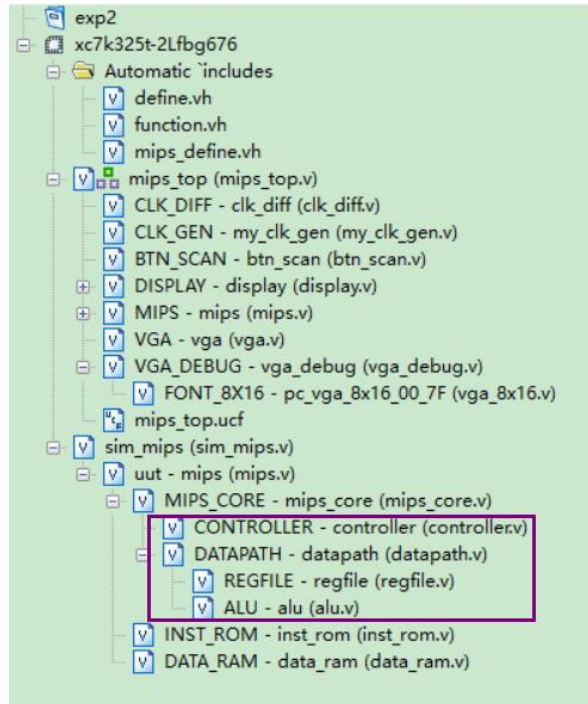 exp2
xc7k325t-2Lfbg676
Automatic `includes
define.vh
function.vh
mips_define.vh
mips_top (mips_top.v)
CLK_DIFF - clk_diff (clk_diff.v)
CLK_GEN - my_clk_gen (my_clk_gen.v)
BTN_SCAN - btn_scan (btn_scan.v)
DISPLAY - display (display.v)
MIPS - mips (mips.v)
VGA - vga (vga.v)
VGA_DEBUG - vga_debug (vga_debug.v)
FONT_8X16 - pc_vga_8x16_00_7F (vga_8x16.v)
mips_top.ucf
sim_mips (sim_mips.v)
uut - mips (mips.v)
MIPS_CORE - mips_core (mips_core.v)
CONTROLLER - controller (controller.v)
DATAPATH - datapath (datapath.v)
REGFILE - regfile (regfile.v)
ALU - alu (alu.v)
INST_ROM - inst_rom (inst_rom.v)
DATA_RAM - data_ram (data_ram.v)